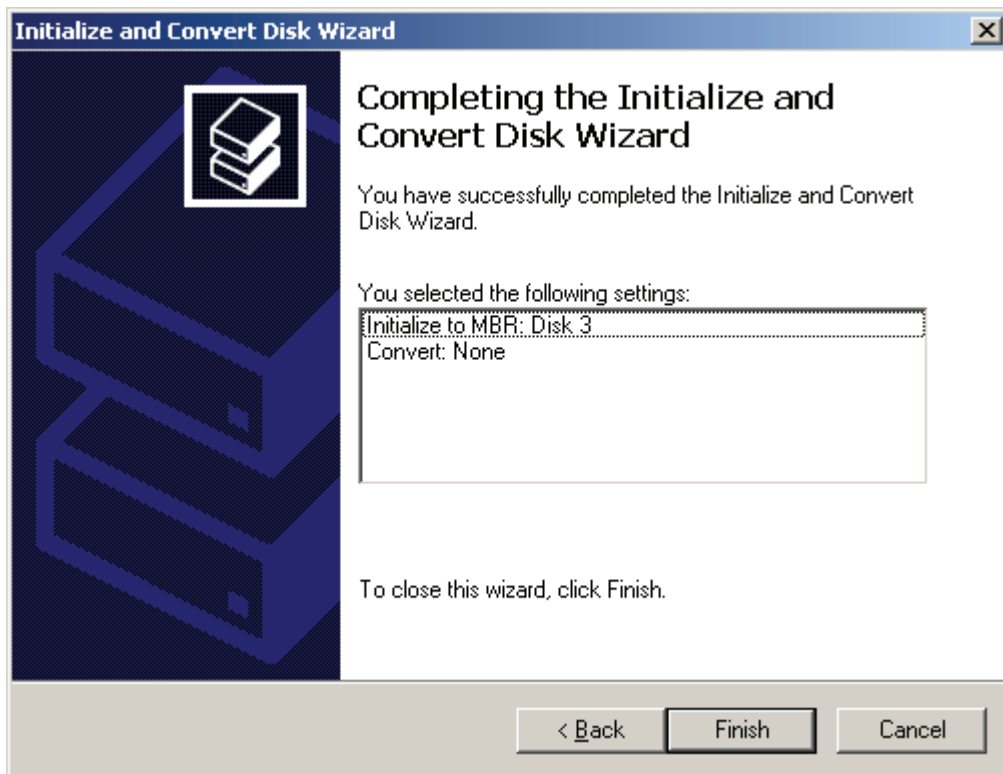 Initialize and Convert Disk Wizard
Completing the Initialize and
Convert Disk Wizard
You have successfully completed the Initialize and Convert
Disk Wizard.
You selected the following settings:
Initialize to MBR: Disk 3
Convert: None
To close this wizard, click Finish.
< Back
Finish
Cancel